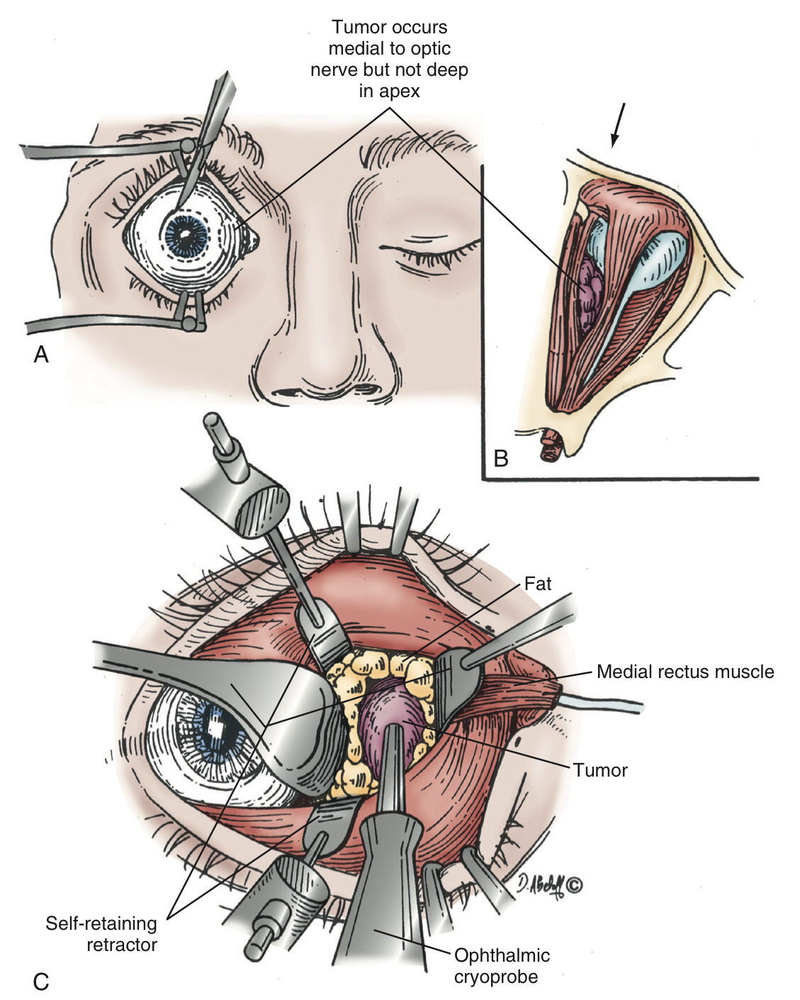 Tumor occurs
medial to optic
nerve but not deep
in apex
A
B
Fat
Medial rectus muscle
Tumor
Self-retaining
retractor
Ophthalmic
cryoprobe
C
©